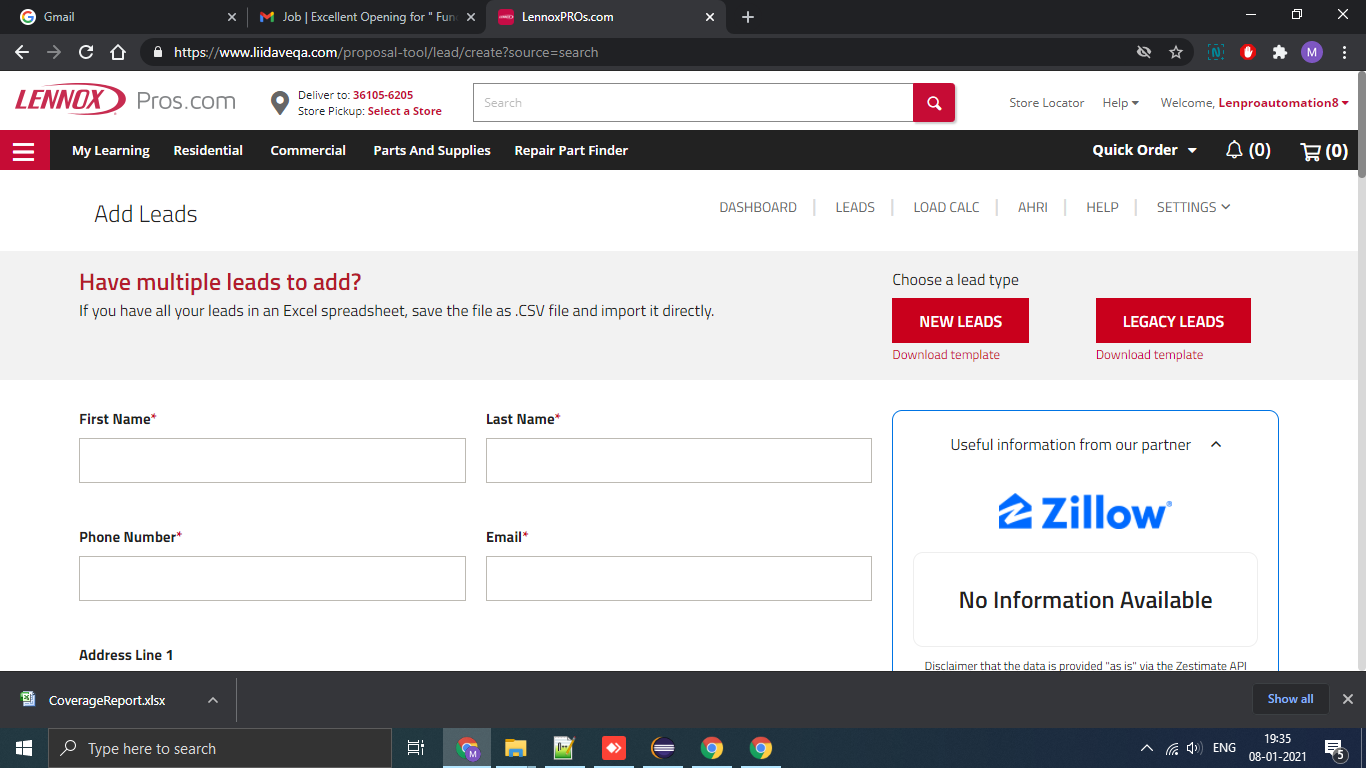 Gmail
Job | Excellent Opening for " Fun
LennoxPROs.com
https://www.liidaveqa.com/proposal-tool/lead/create?source=search
M
LENNOX Pros.com
Deliver to: 36105-6205
Store Pickup: Select a Store
Search
Store Locator
Help
Welcome, Lenproautomation8
My Learning
Residential
Commercial
Parts And Supplies
Repair Part Finder
Quick Order
(0)
(0)
Add Leads
DASHBOARD
LEADS
LOAD CALC
AHRI
HELP
SETTINGS
Have multiple leads to add?
If you have all your leads in an Excel spreadsheet, save the file as .CSV file and import it directly.
Choose a lead type
NEW LEADS
LEGACY LEADS
Download template
Download template
First Name*
Last Name*
Useful information from our partner
Zillow
Phone Number*
Email*
No Information Available
Address Line 1
Disclaimer that the data is provided "as is" via the Zestimate API
CoverageReport.xlsx
Show all
Type here to search
ENG
19:35
08-01-2021
5